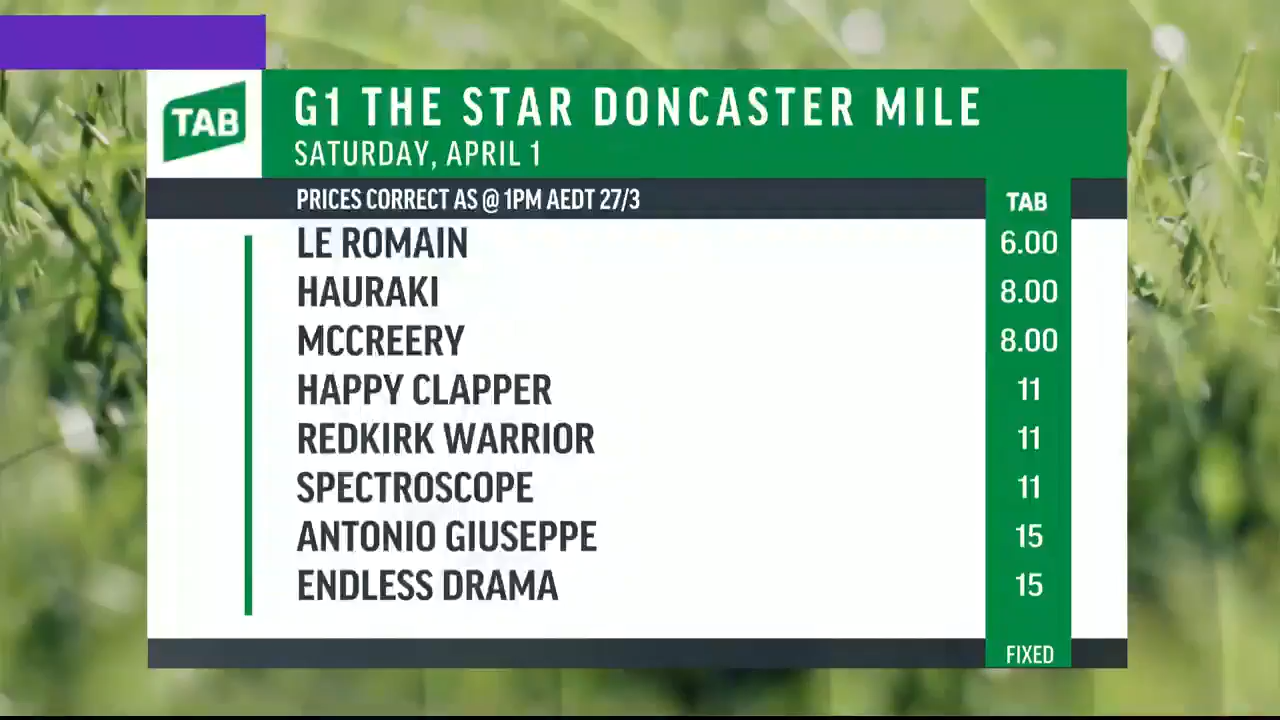 TAB
G1 THE STAR DONCASTER MILE
SATURDAY, APRIL 1
PRICES CORRECT AS @ 1PM AEDT 27/3 TAB
LE ROMAIN 6.00
HAURAKI 8.00
MCCREERY 8.00
HAPPY CLAPPER 11
REDKIRK WARRIOR 11
SPECTROSCOPE 11
ANTONIO GIUSEPPE 15
ENDLESS DRAMA 15
FIXED